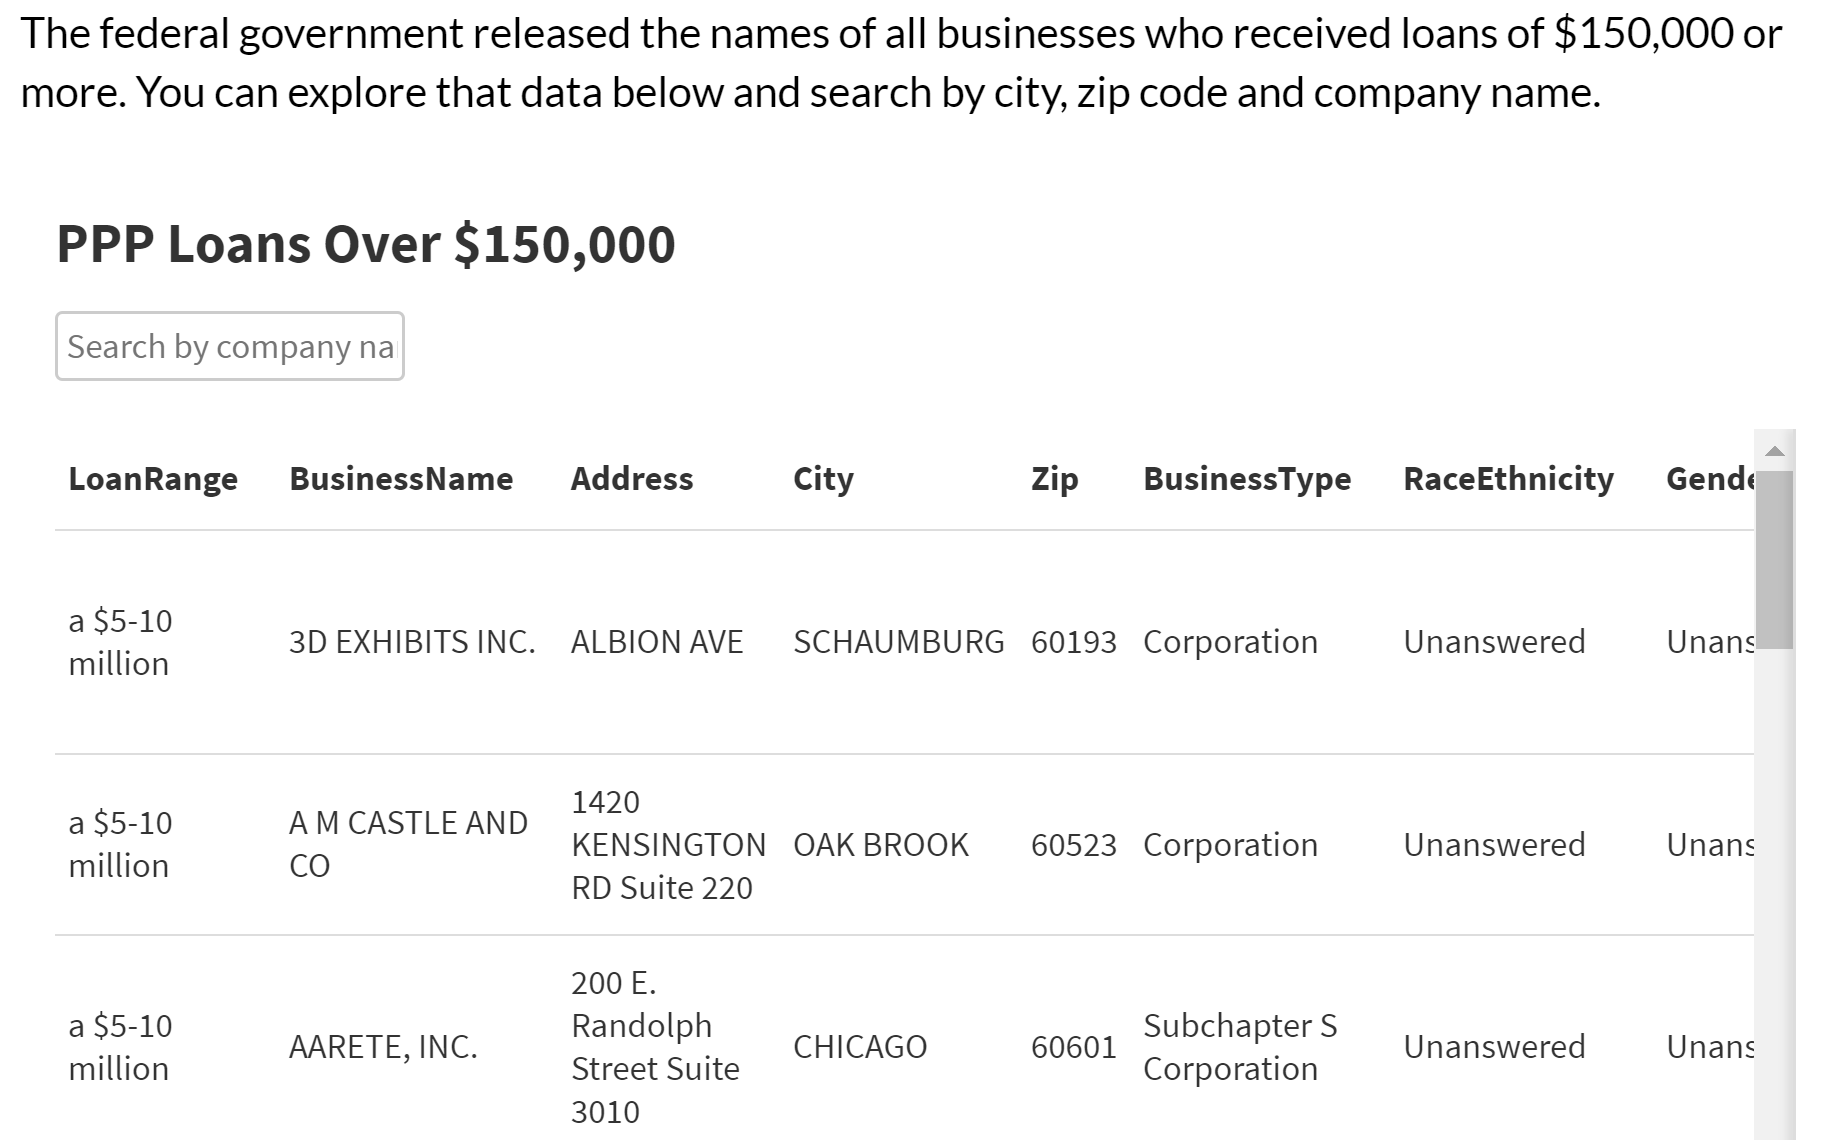 The federal government released the names of all businesses who received loans of $150,000 or
more. You can explore that data below and search by city, zip code and company name.
PPP Loans Over $150,000
Search by company na
LoanRange BusinessName Address City Zip BusinessType RaceEthnicity Gende
a $5-10
million
3D EXHIBITS INC. ALBION AVE SCHAUMBURG 60193 Corporation Unanswered Unans
a $5-10
million
A M CASTLE AND
CO
1420
KENSINGTON
RD Suite 220
OAK BROOK 60523 Corporation Unanswered Unans
a $5-10
million
AARETE, INC.
200 E.
Randolph
Street Suite
3010
CHICAGO 60601
Subchapter S
Corporation
Unanswered Unans